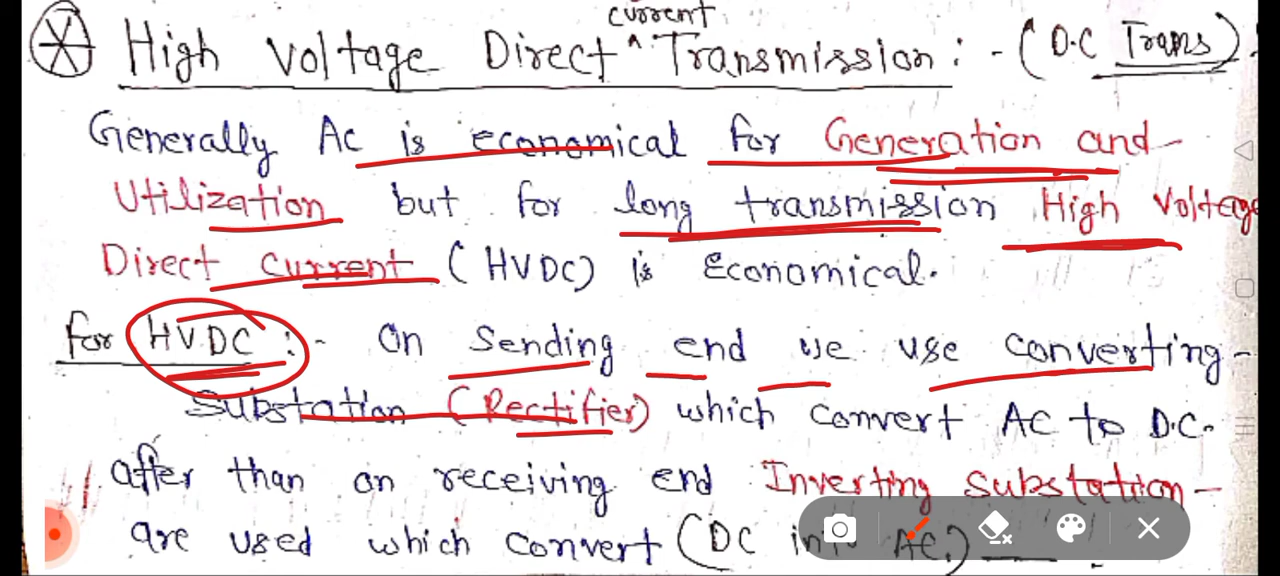 High Voltage Direct ^current Transmission : - (D.C Trans).
Generally Ac is economical for Generation and -
Utilization but for long transmission High Voltage
Direct Current (HVDC) is Economical.
for HVDC : - On Sending end we use converting -
Substation (Rectifier) which convert AC to D.C.
after than on receiving end Inverting Substation -
are used which convert (DC into AC.)